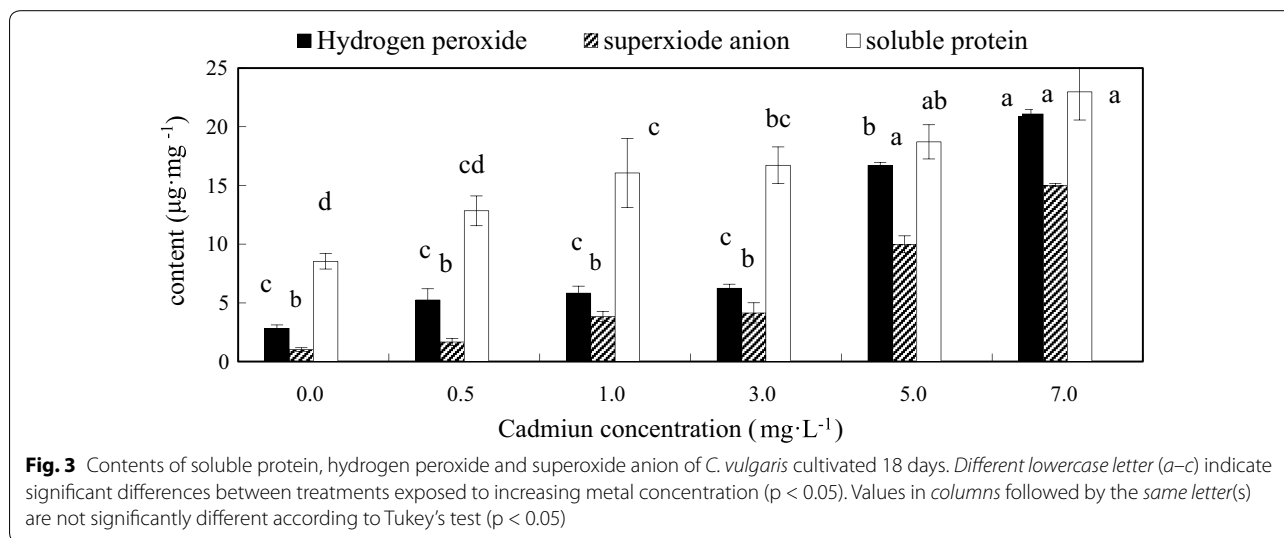 Hydrogen peroxide superxiode anion soluble protein
25
20
15
10
5
0
content (µg·mg -1)
c b d
c b cd
c b c
c b bc
b a ab
a a a
0.0 0.5 1.0 3.0 5.0 7.0
Cadmiun concentration (mg·L-1)
Fig. 3 Contents of soluble protein, hydrogen peroxide and superoxide anion of C. vulgaris cultivated 18 days. Different lowercase letter (a–c) indicate
significant differences between treatments exposed to increasing metal concentration (p < 0.05). Values in columns followed by the same letter(s)
are not significantly different according to Tukey’s test (p < 0.05)